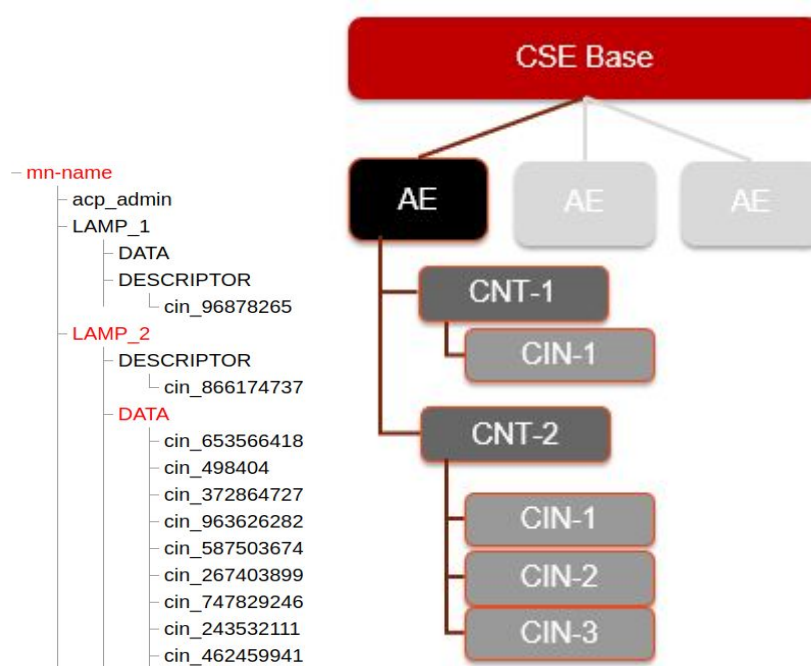 mn-name
acp_admin
LAMP_1
DATA
DESCRIPTOR
cin_96878265
LAMP_2
DESCRIPTOR
cin_866174737
DATA
cin_653566418
cin_498404
cin_372864727
cin_963626282
cin_587503674
cin_267403899
cin_747829246
cin_243532111
cin_462459941
CSE Base
AE
AE
AE
CNT-1
CIN-1
CNT-2
CIN-1
CIN-2
CIN-3